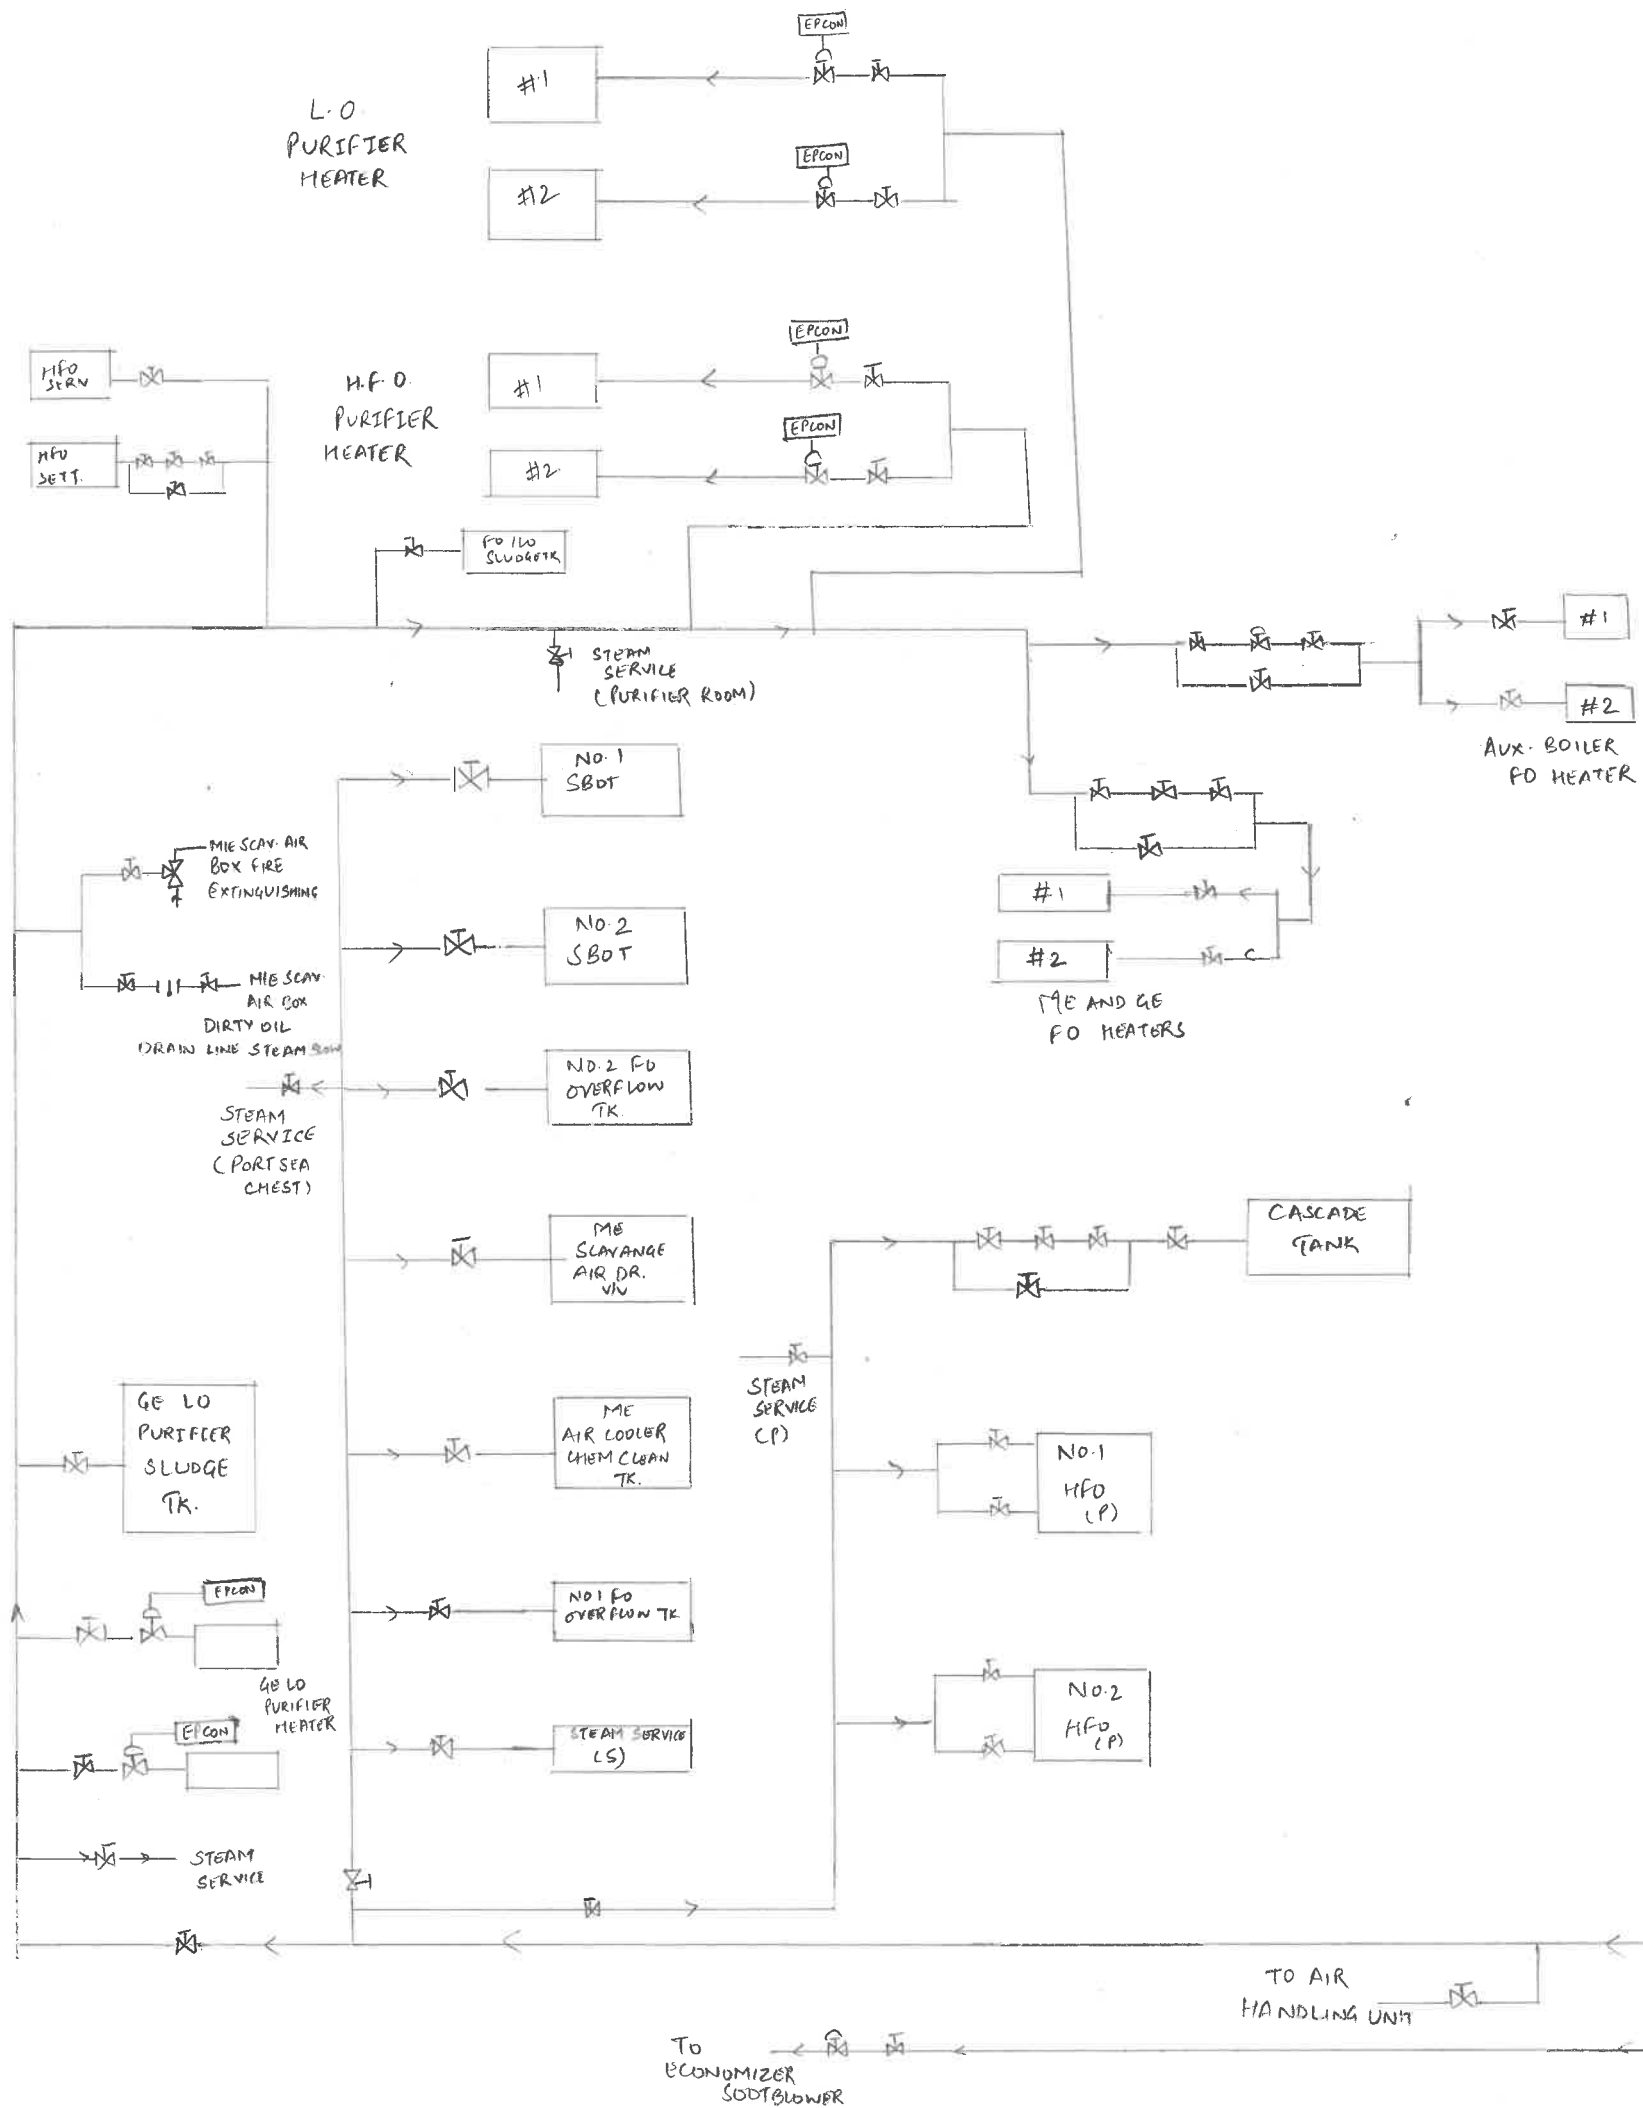 EPCON
#1
L.O.
PURIFIER
HEATER
EPCON
#2
EPCON
HFO
SERV
H.F.O.
PURIFIER
HEATER
#1
EPCON
HFO
SETT.
#2
FO/LO
SLUDGETK
STEAM
SERVICE
(PURIFIER ROOM)
#1
#2
AUX. BOILER
FO HEATER
NO.1
SBOT
M/E SCAV. AIR
BOX FIRE
EXTINGUISHING
NO.2
SBOT
#1
#2
ME AND GE
FO HEATERS
M/E SCAV.
AIR BOX
DIRTY OIL
DRAIN LINE STEAM
NO.2 FO
OVERFLOW
TK.
STEAM
SERVICE
(PORT SEA
CHEST)
ME
SCAVANGE
AIR DR.
V/V
CASCADE
TANK
STEAM
SERVICE
(P)
GE LO
PURIFIER
SLUDGE
TK.
ME
AIR COOLER
CHEM CLEAN
TK.
NO.1
HFO
(P)
EPCON
NO1 FO
OVERFLOW TK
GE LO
PURIFIER
HEATER
EPCON
NO.2
HFO
(P)
STEAM SERVICE
(S)
STEAM
SERVICE
TO AIR
HANDLING UNIT
TO
ECONOMIZER
SOOTBLOWER